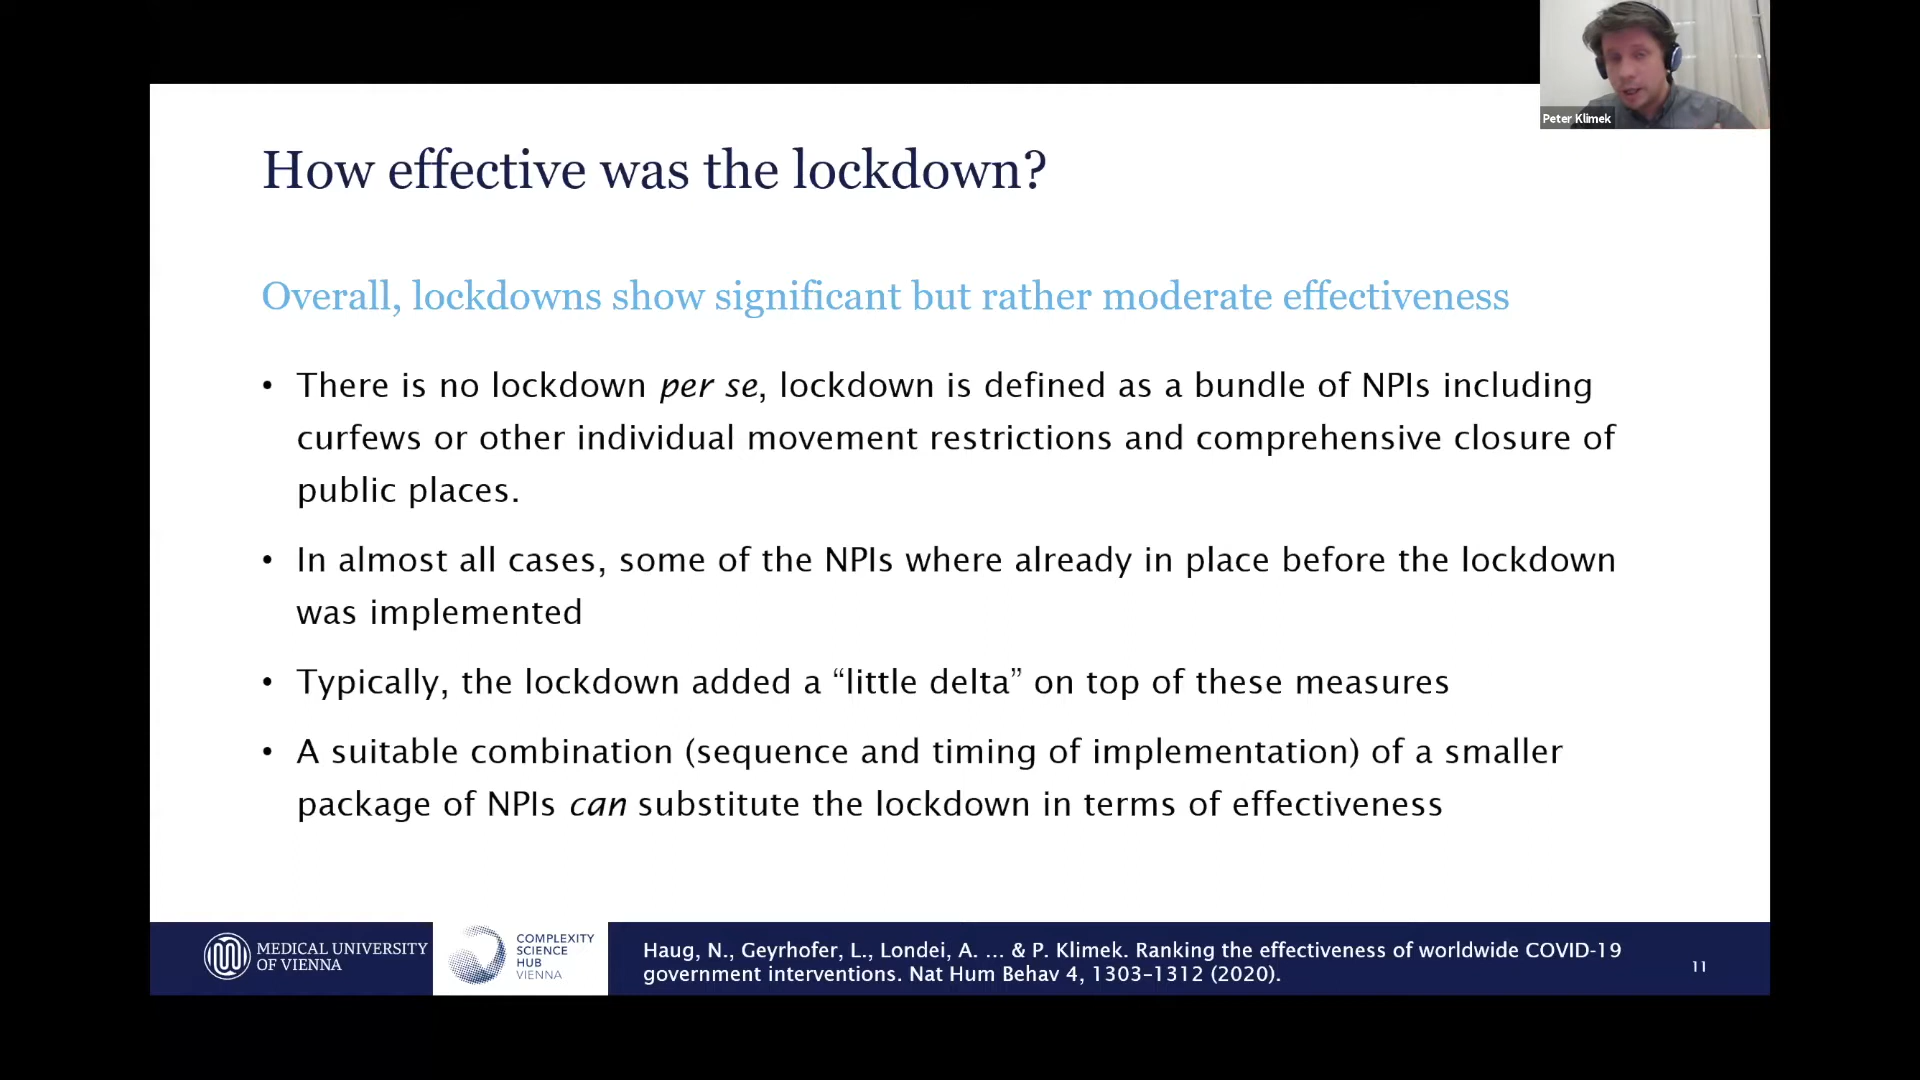 Peter Klimek
How effective was the lockdown?
Overall, lockdowns show significant but rather moderate effectiveness
• There is no lockdown per se, lockdown is defined as a bundle of NPIs including
curfews or other individual movement restrictions and comprehensive closure of
public places.
• In almost all cases, some of the NPIs where already in place before the lockdown
was implemented
• Typically, the lockdown added a “little delta” on top of these measures
• A suitable combination (sequence and timing of implementation) of a smaller
package of NPIs can substitute the lockdown in terms of effectiveness
MEDICAL UNIVERSITY
OF VIENNA
COMPLEXITY
SCIENCE
HUB
VIENNA
Haug, N., Geyrhofer, L., Londei, A. ... & P. Klimek. Ranking the effectiveness of worldwide COVID-19
government interventions. Nat Hum Behav 4, 1303–1312 (2020).
11